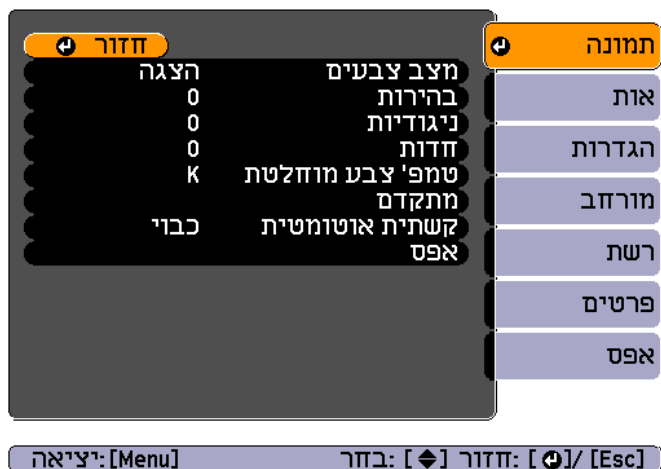 תמונה
אות
הגדרות
מורחב
רשת
פרטים
אפס
חזור
מצב צבעים הצגה
בהירות 0
ניגודיות 0
חדות 0
טמפ' צבע מוחלטת K
מתקדם
קשתית אוטומטית כבוי
אפס
[Esc]/[⏎]: חזור [◆]: בחר [Menu]: יציאה